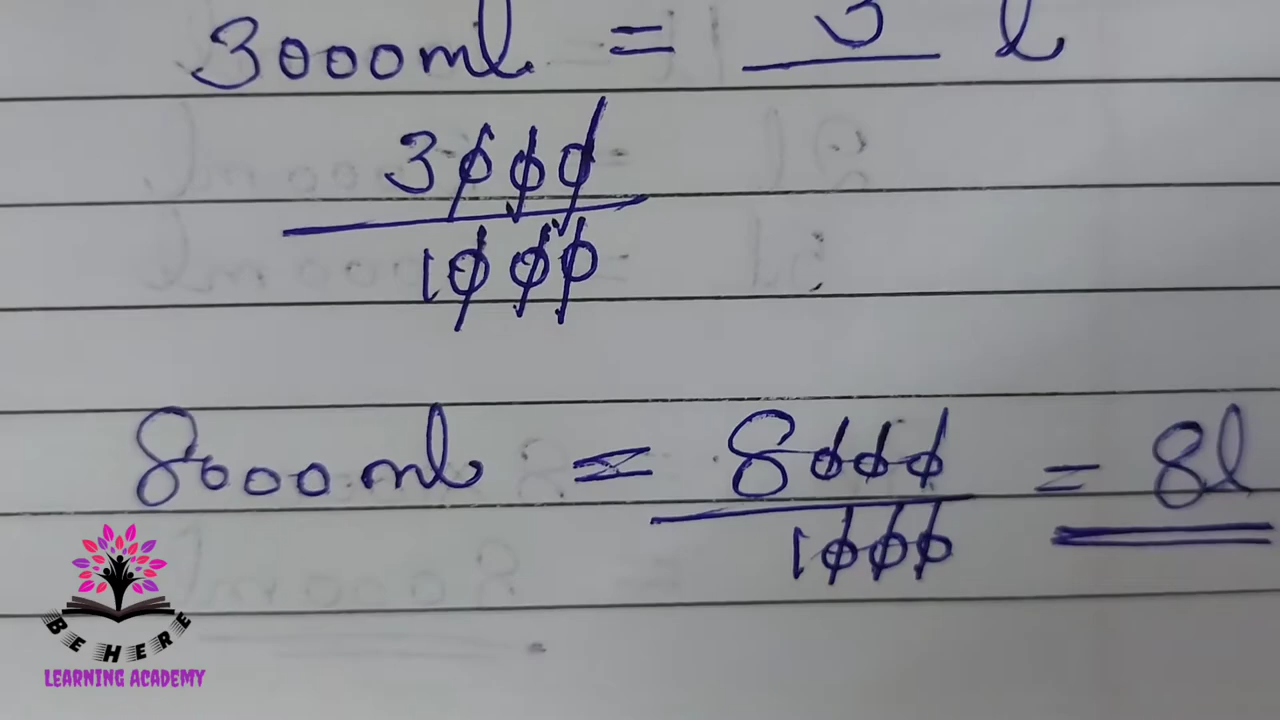 3000ml = 3 l
3000
1000
8000ml = 8000 = 8l
1000
BE HERE
LEARNING ACADEMY